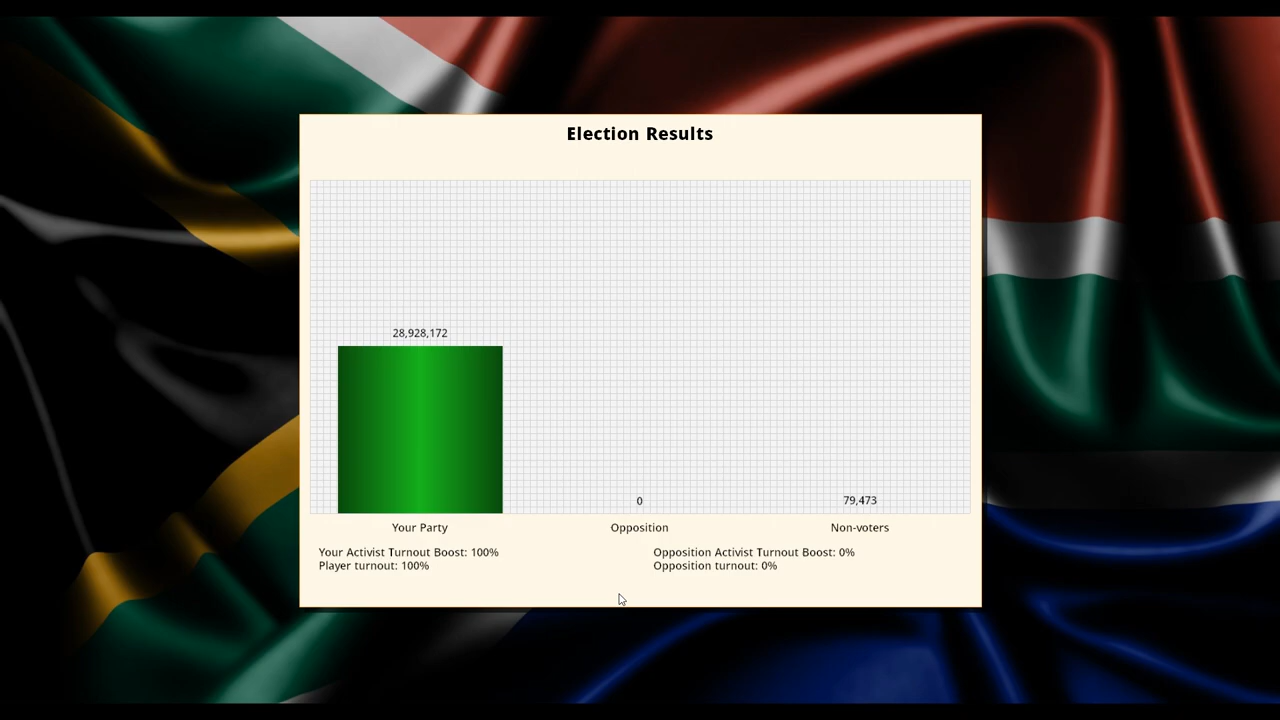 Election Results
28,928,172
0
79,473
Your Party
Opposition
Non-voters
Your Activist Turnout Boost: 100%
Player turnout: 100%
Opposition Activist Turnout Boost: 0%
Opposition turnout: 0%